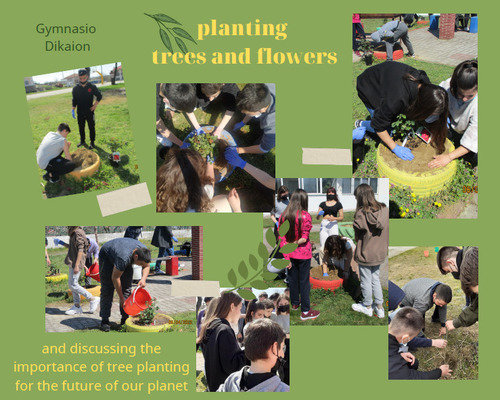 Gymnasio
Dikaion
planting
trees and flowers
and discussing the
importance of tree planting
for the future of our planet